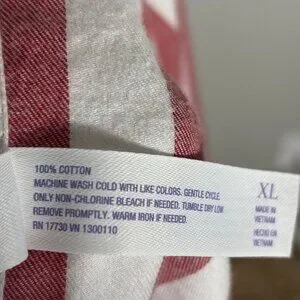 100% COTTON
MACHINE WASH COLD WITH LIKE COLORS. GENTLE CYCLE.
ONLY NON-CHLORINE BLEACH IF NEEDED. TUMBLE DRY LOW.
REMOVE PROMPTLY. WARM IRON IF NEEDED.
RN 17730 VN 1300110
XL
MADE IN
VIETNAM
HECHO EN
VIETNAM